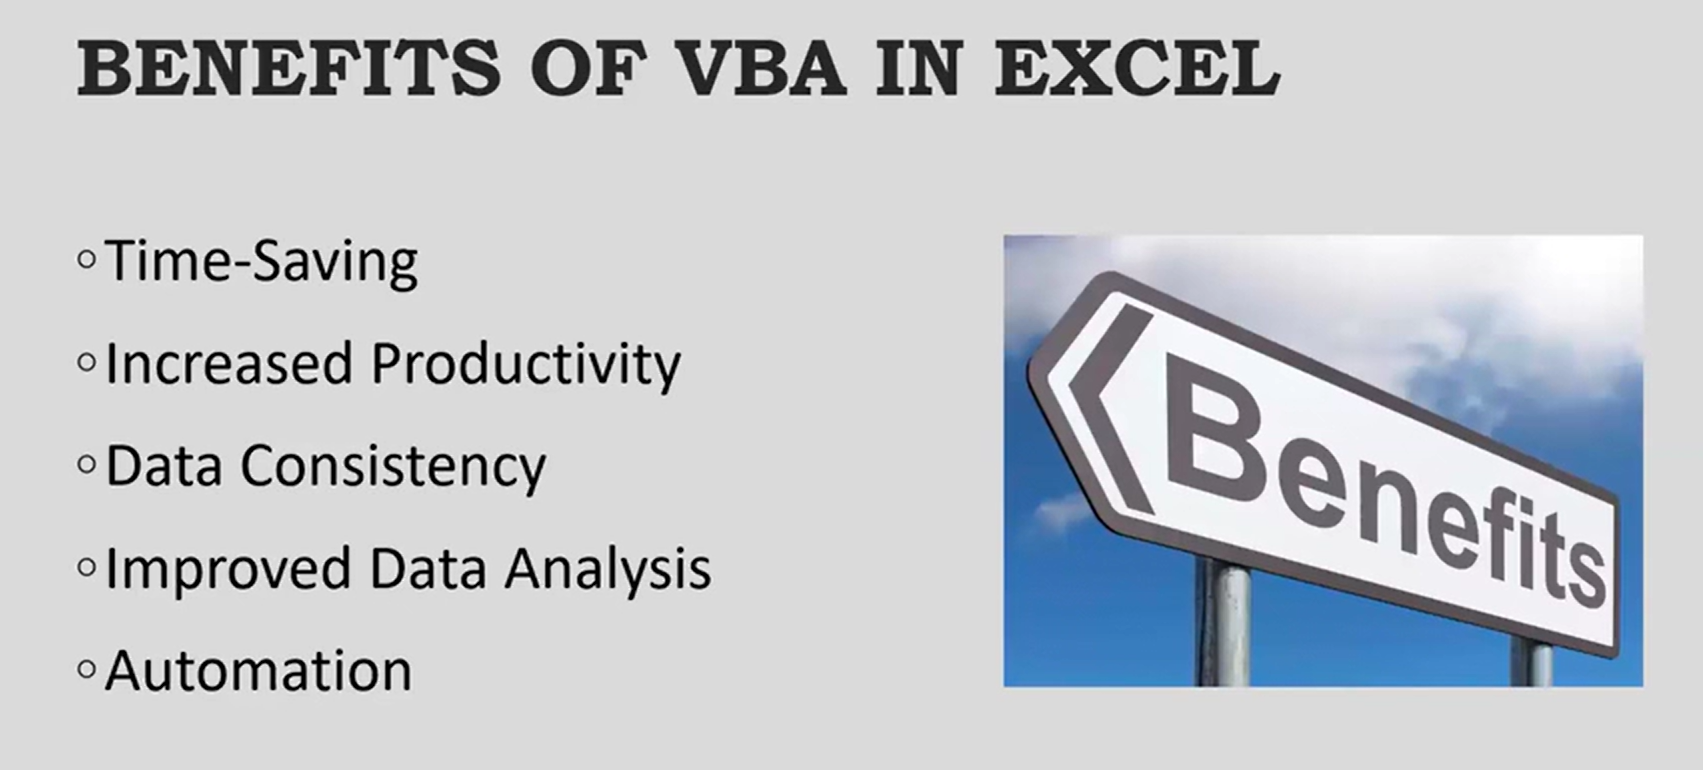 BENEFITS OF VBA IN EXCEL
Time-Saving
Increased Productivity
Data Consistency
Improved Data Analysis
Automation
Benefits